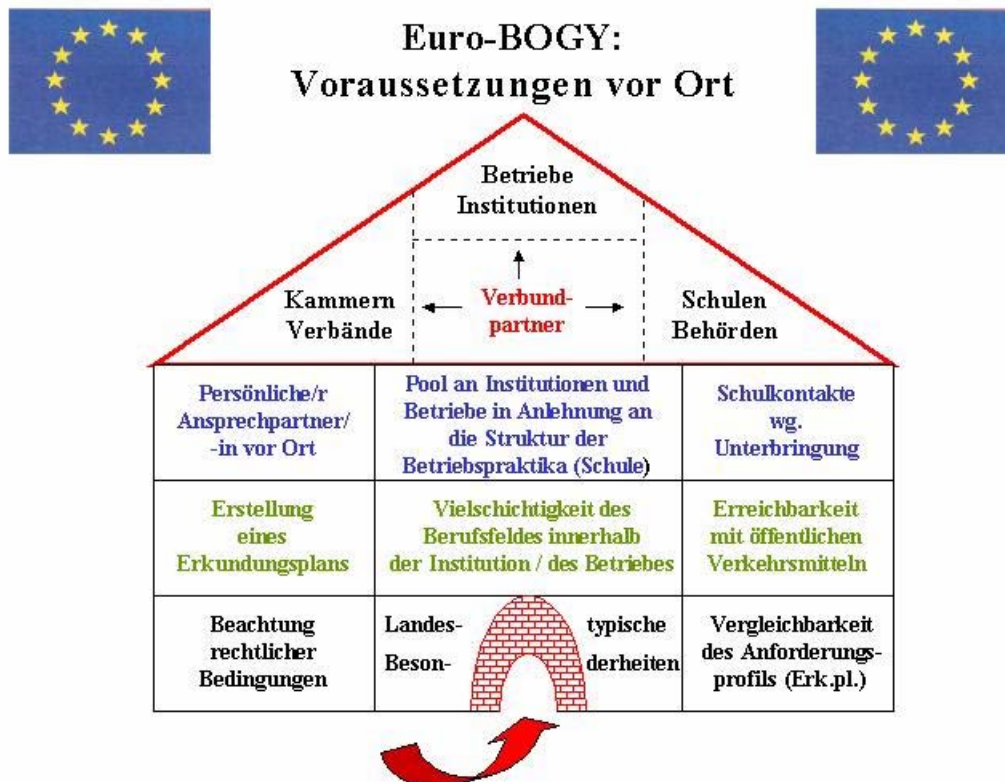 Euro-BOGY:
Voraussetzungen vor Ort
Betriebe
Institutionen
Kammern
Verbände
Verbund-
partner
Schulen
Behörden
Persönliche/r
Ansprechpartner/
-in vor Ort
Pool an Institutionen und
Betriebe in Anlehnung an
die Struktur der
Betriebspraktika (Schule)
Schulkontakte
wg.
Unterbringung
Erstellung
eines
Erkundungsplans
Vielschichtigkeit des
Berufsfeldes innerhalb
der Institution / des Betriebes
Erreichbarkeit
mit öffentlichen
Verkehrsmitteln
Beachtung
rechtlicher
Bedingungen
Landes- typische
Beson- derheiten
Vergleichbarkeit
des Anforderungs-
profils (Erk.pl.)